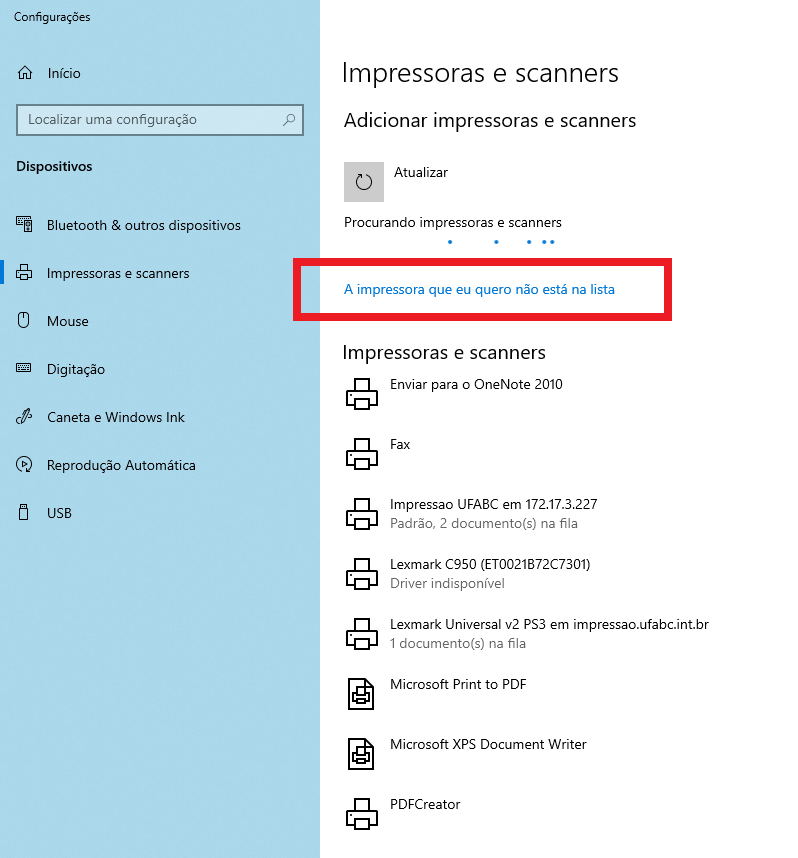 Configurações
Início
Localizar uma configuração
Dispositivos
Bluetooth & outros dispositivos
Impressoras e scanners
Mouse
Digitação
Caneta e Windows Ink
Reprodução Automática
USB
Impressoras e scanners
Adicionar impressoras e scanners
Atualizar
Procurando impressoras e scanners
A impressora que eu quero não está na lista
Impressoras e scanners
Enviar para o OneNote 2010
Fax
Impressao UFABC em 172.17.3.227
Padrão, 2 documento(s) na fila
Lexmark C950 (ET0021B72C7301)
Driver indisponível
Lexmark Universal v2 PS3 em impressao.ufabc.int.br
1 documento(s) na fila
Microsoft Print to PDF
Microsoft XPS Document Writer
PDFCreator